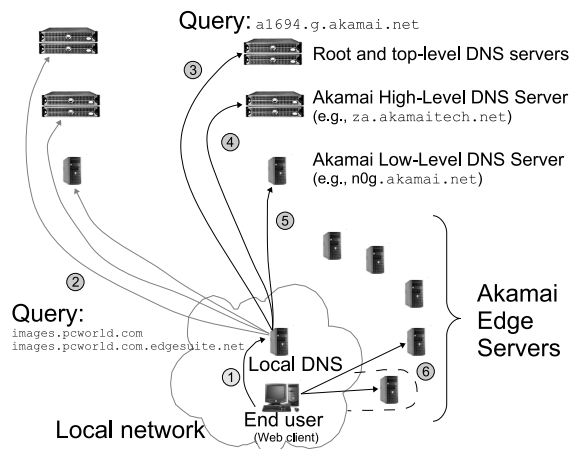 Query: a1694.g.akamai.net
3
Root and top-level DNS servers
Akamai High-Level DNS Server
(e.g., za.akamaitech.net)
4
Akamai Low-Level DNS Server
(e.g., n0g.akamai.net)
5
2
Query:
images.pcworld.com
images.pcworld.com.edgesuite.net
Akamai
Edge
Servers
Local DNS
1
6
End user
(Web client)
Local network